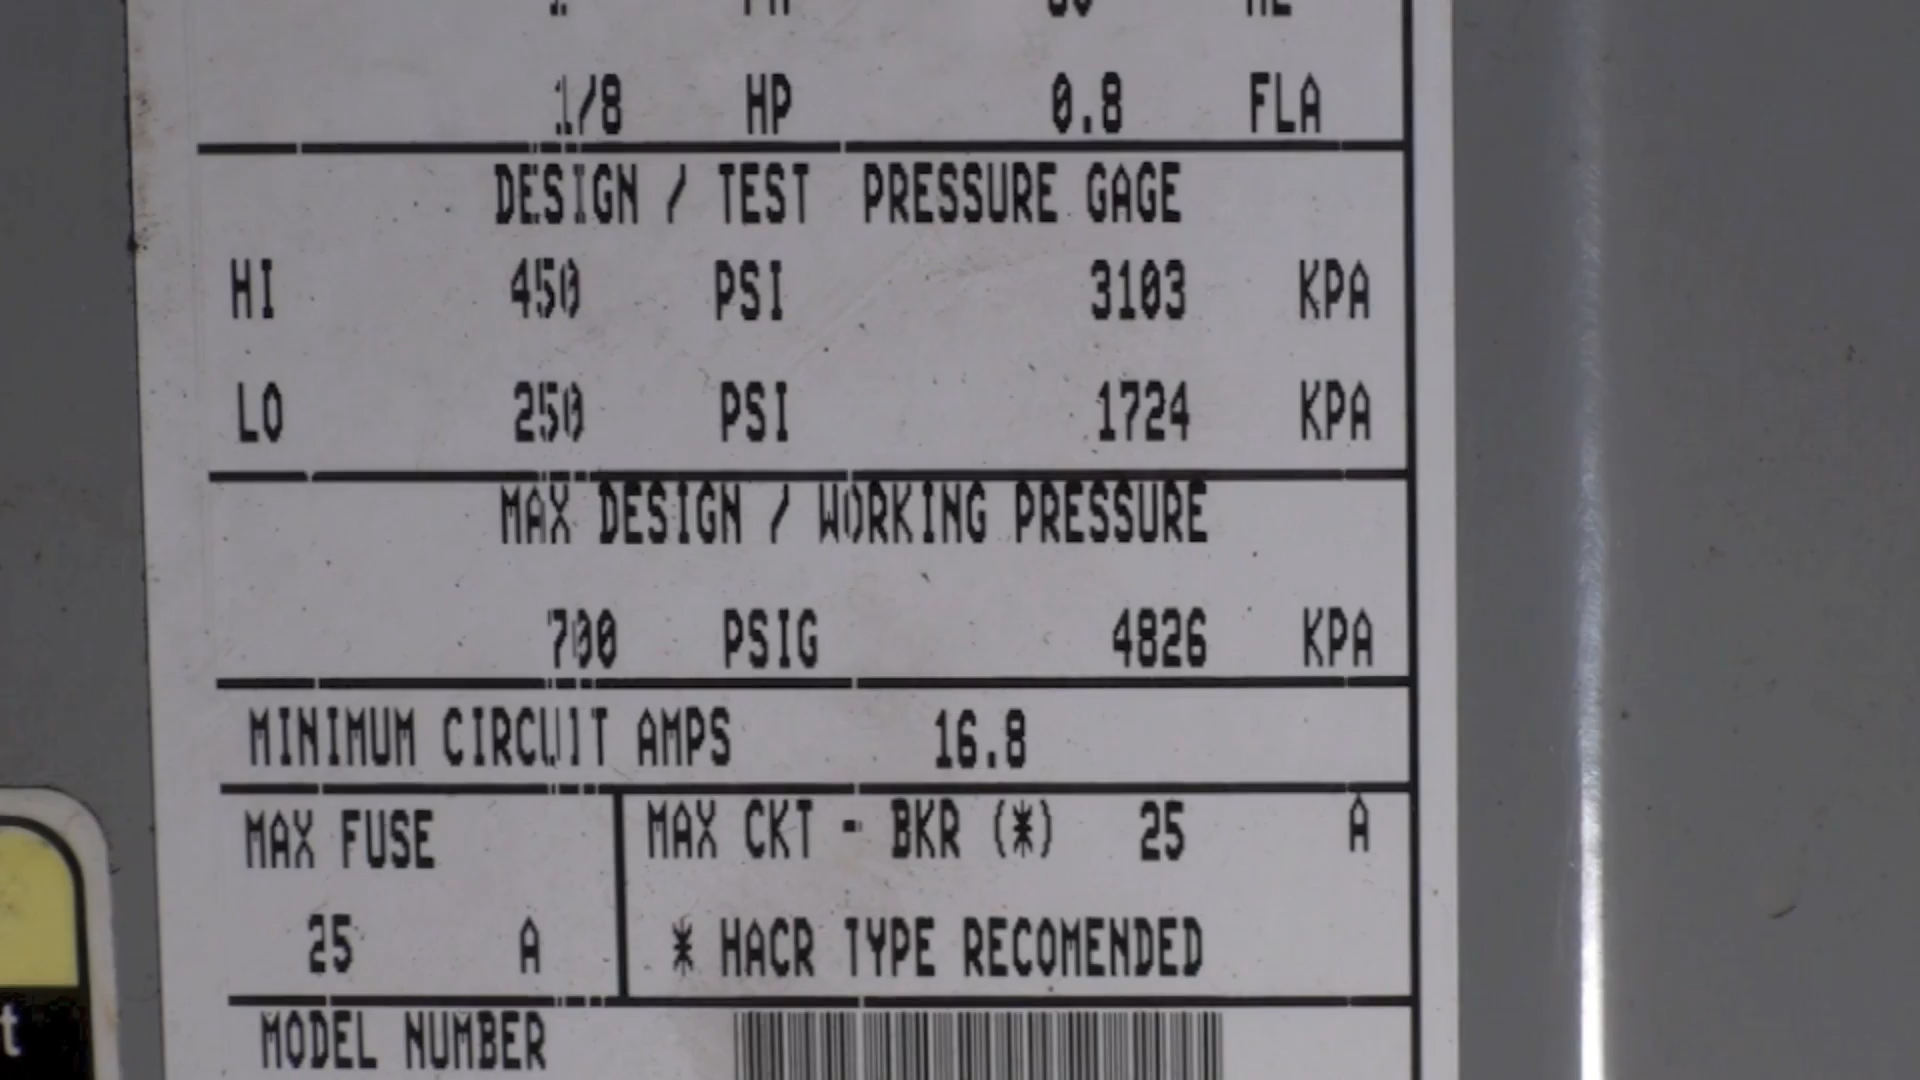 1/8 HP 0.8 FLA
DESIGN / TEST PRESSURE GAGE
HI 450 PSI 3103 KPA
LO 250 PSI 1724 KPA
MAX DESIGN / WORKING PRESSURE
700 PSIG 4826 KPA
MINIMUM CIRCUIT AMPS 16.8
MAX FUSE
25 A
MAX CKT - BKR (*) 25 A
* HACR TYPE RECOMENDED
MODEL NUMBER
t